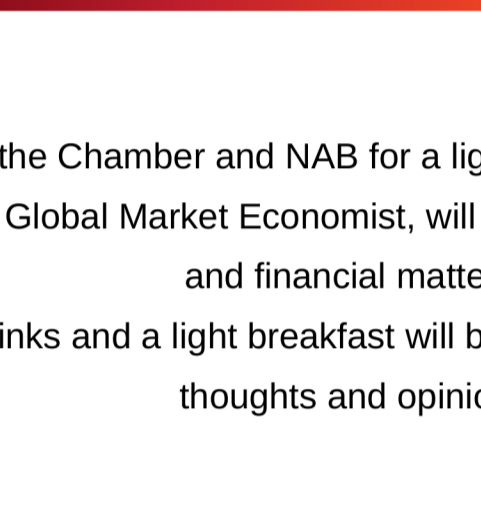 the Chamber and NAB for a lig
Global Market Economist, will
and financial matte
inks and a light breakfast will b
thoughts and opinic